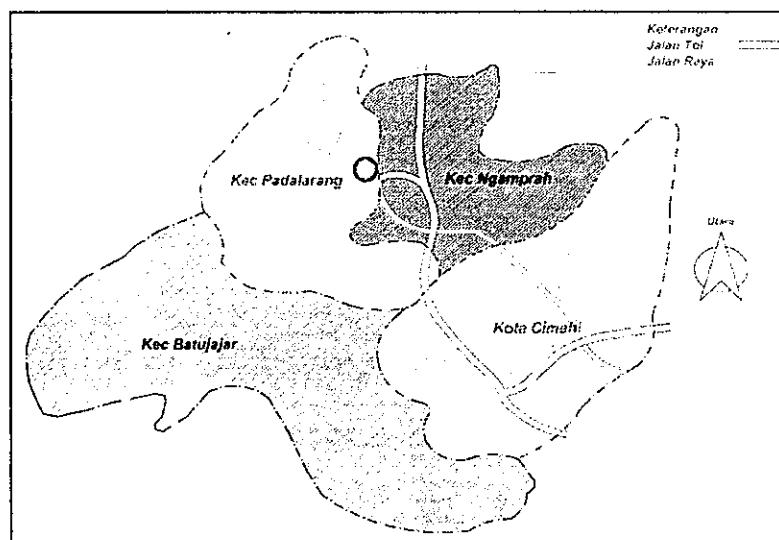 Keterangan
Jalan Tol
Jalan Raya
Kec Padalarang
Kec Ngamprah
Utara
Kota Cimahi
Kec Batujajar